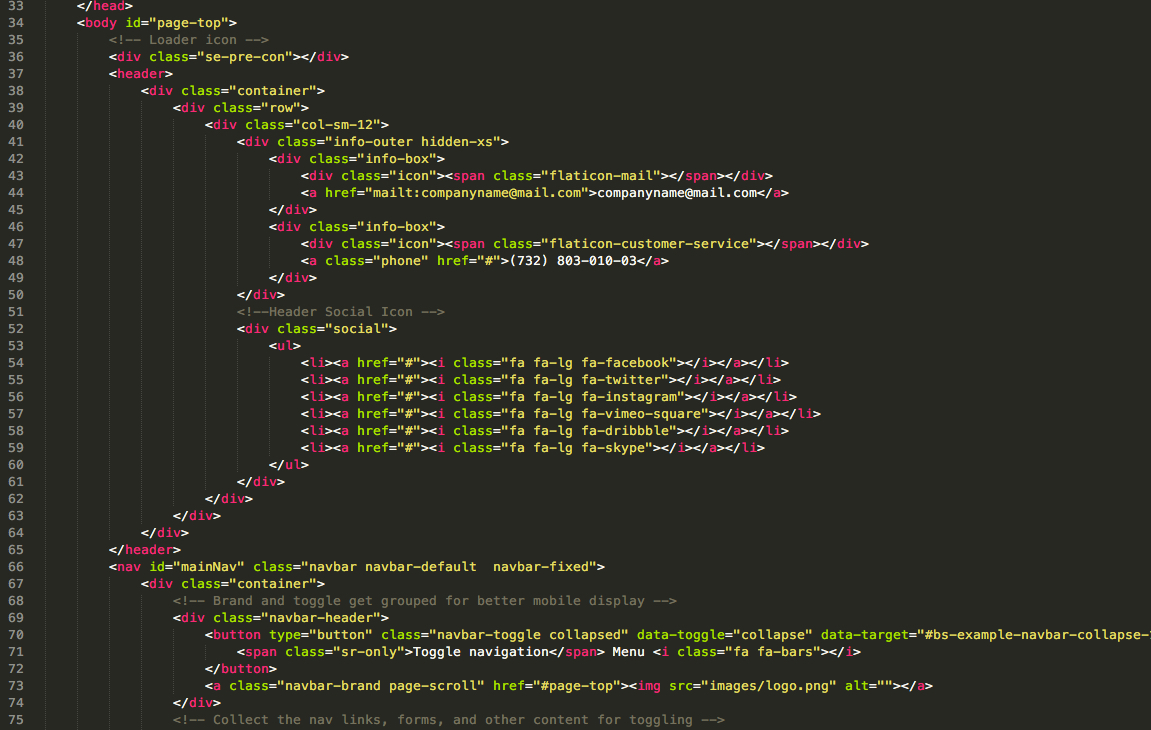 33 </head>
34 <body id="page-top">
35 <!-- Loader icon -->
36 <div class="se-pre-con"></div>
37 <header>
38 <div class="container">
39 <div class="row">
40 <div class="col-sm-12">
41 <div class="info-outer hidden-xs">
42 <div class="info-box">
43 <div class="icon"><span class="flaticon-mail"></span></div>
44 <a href="mailt:companyname@mail.com">companyname@mail.com</a>
45 </div>
46 <div class="info-box">
47 <div class="icon"><span class="flaticon-customer-service"></span></div>
48 <a class="phone" href="#">(732) 803-010-03</a>
49 </div>
50 </div>
51 <!--Header Social Icon -->
52 <div class="social">
53 <ul>
54 <li><a href="#"><i class="fa fa-lg fa-facebook"></i></a></li>
55 <li><a href="#"><i class="fa fa-lg fa-twitter"></i></a></li>
56 <li><a href="#"><i class="fa fa-lg fa-instagram"></i></a></li>
57 <li><a href="#"><i class="fa fa-lg fa-vimeo-square"></i></a></li>
58 <li><a href="#"><i class="fa fa-lg fa-dribbble"></i></a></li>
59 <li><a href="#"><i class="fa fa-lg fa-skype"></i></a></li>
60 </ul>
61 </div>
62 </div>
63 </div>
64 </div>
65 </header>
66 <nav id="mainNav" class="navbar navbar-default  navbar-fixed">
67 <div class="container">
68 <!-- Brand and toggle get grouped for better mobile display -->
69 <div class="navbar-header">
70 <button type="button" class="navbar-toggle collapsed" data-toggle="collapse" data-target="#bs-example-navbar-collapse-
71 <span class="sr-only">Toggle navigation</span> Menu <i class="fa fa-bars"></i>
72 </button>
73 <a class="navbar-brand page-scroll" href="#page-top"><img src="images/logo.png" alt=""></a>
74 </div>
75 <!-- Collect the nav links, forms, and other content for toggling -->